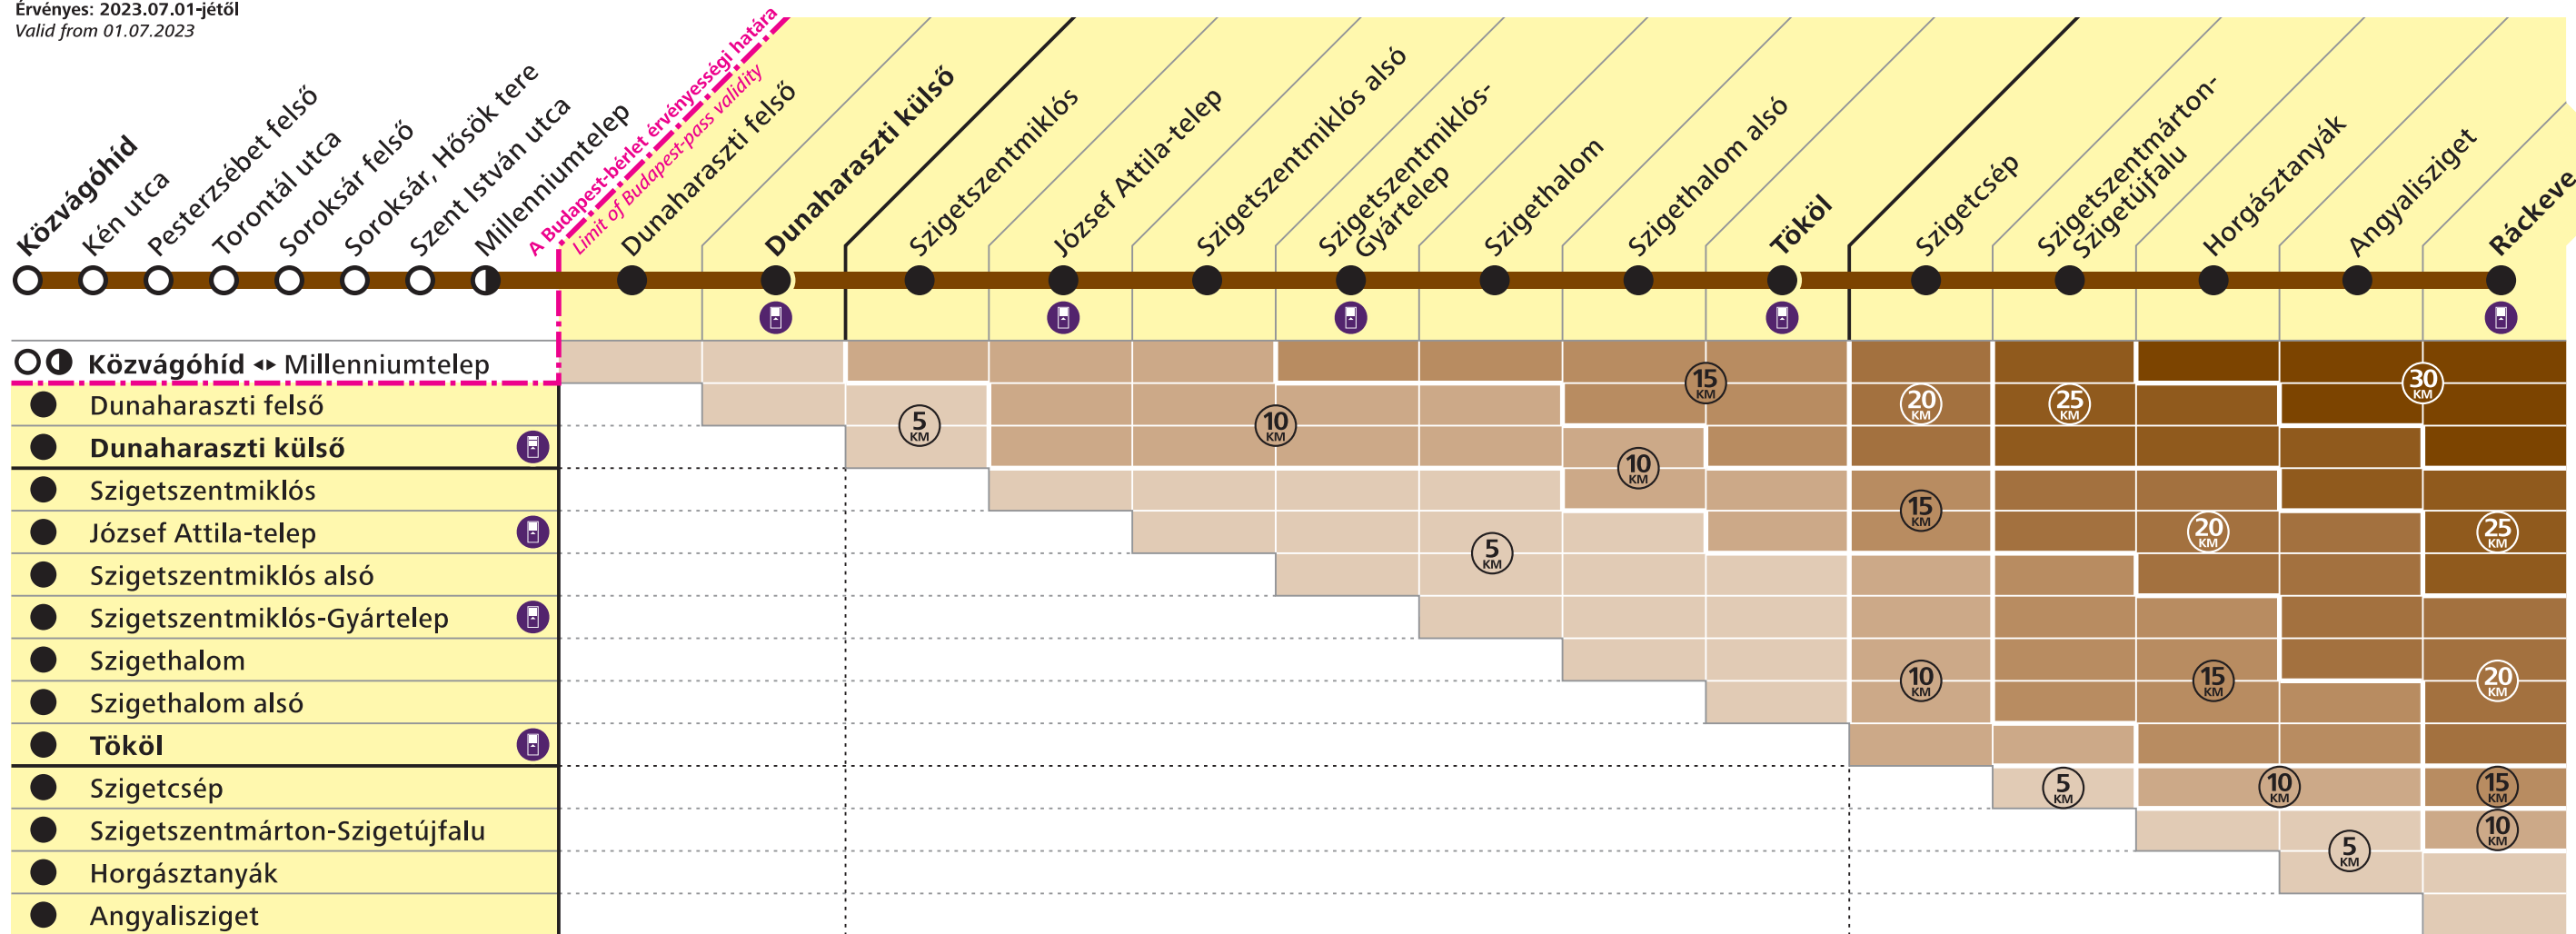 Érvényes: 2023.07.01-jétől
Valid from 01.07.2023
Közvágóhíd
Kén utca
Pesterzsébet felső
Torontál utca
Soroksár felső
Soroksár, Hősök tere
Szent István utca
Millenniumtelep
A Budapest-bérlet érvényességi határa
Limit of Budapest-pass validity
Dunaharaszti felső
Dunaharaszti külső
Szigetszentmiklós
József Attila-telep
Szigetszentmiklós alsó
Szigetszentmiklós-
Gyártelep
Szigethalom
Szigethalom alsó
Tököl
Szigetcsép
Szigetszentmárton-
Szigetújfalu
Horgásztanyák
Angyalisziget
Ráckeve
Közvágóhíd ◂▸ Millenniumtelep
15 KM
30 KM
Dunaharaszti felső
20 KM
25 KM
5 KM
10 KM
Dunaharaszti külső
10 KM
Szigetszentmiklós
15 KM
József Attila-telep
20 KM
25 KM
5 KM
Szigetszentmiklós alsó
Szigetszentmiklós-Gyártelep
Szigethalom
10 KM
15 KM
20 KM
Szigethalom alsó
Tököl
Szigetcsép
5 KM
10 KM
15 KM
Szigetszentmárton-Szigetújfalu
10 KM
5 KM
Horgásztanyák
Angyalisziget